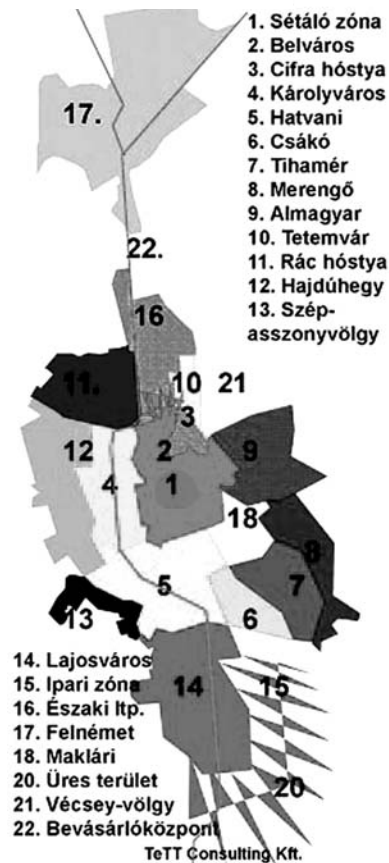 1. Sétáló zóna
2. Belváros
3. Cifra hóstya
4. Károlyváros
5. Hatvani
6. Csákó
7. Tihamér
8. Merengő
9. Almagyar
10. Tetemvár
11. Rác hóstya
12. Hajdúhegy
13. Szép-
asszonyvölgy
17.
22.
16
11.
10
21
3
12
2
9
4
1
18
8
5
7
13
6
14
15
20
14. Lajosváros
15. Ipari zóna
16. Északi ltp.
17. Felnémet
18. Maklári
20. Üres terület
21. Vécsey-völgy
22. Bevásárlóközpont
TeTT Consulting Kft.